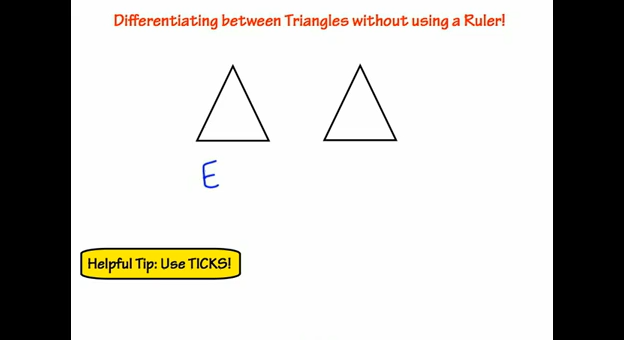 Differentiating between Triangles without using a Ruler!
E
Helpful Tip: Use TICKS!